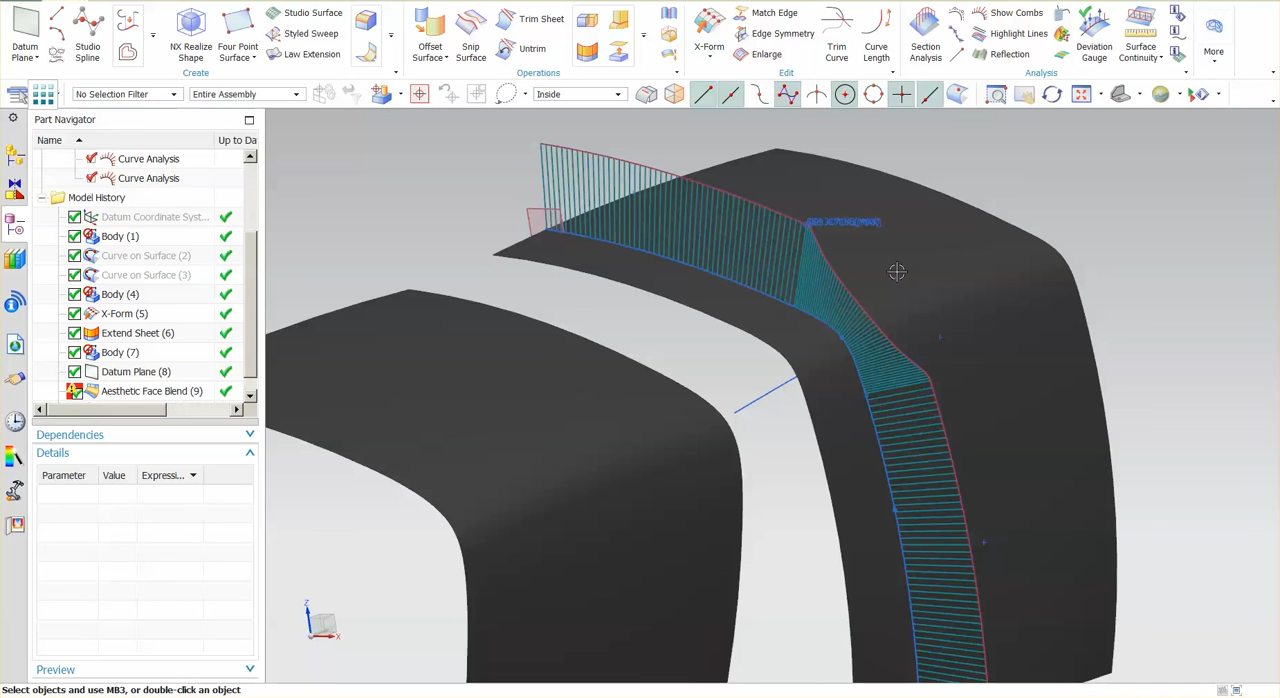 Datum Plane
Studio Spline
NX Realize Shape
Four Point Surface
Studio Surface
Styled Sweep
Law Extension
Create
Offset Surface
Snip Surface
Trim Sheet
Untrim
Operations
X-Form
Match Edge
Edge Symmetry
Enlarge
Trim Curve
Curve Length
Edit
Section Analysis
Show Combs
Highlight Lines
Reflection
Deviation Gauge
Surface Continuity
Analysis
More
No Selection Filter
Entire Assembly
Inside
Part Navigator
Name
Up to Da
Curve Analysis
Curve Analysis
Model History
Datum Coordinate Syst...
Body (1)
Curve on Surface (2)
Curve on Surface (3)
Body (4)
X-Form (5)
Extend Sheet (6)
Body (7)
Datum Plane (8)
Aesthetic Face Blend (9)
Dependencies
Details
Parameter Value Expressi...
Preview
Z
X
Select objects and use MB3, or double-click an object